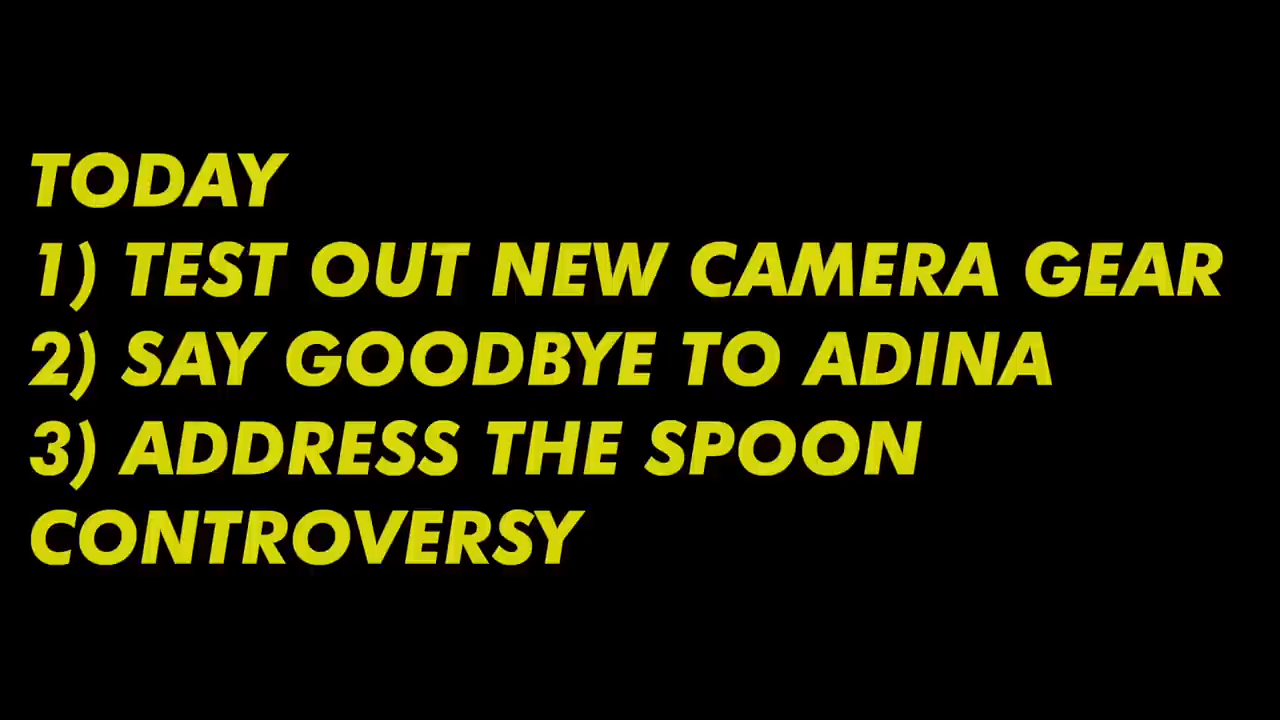 TODAY
1) TEST OUT NEW CAMERA GEAR
2) SAY GOODBYE TO ADINA
3) ADDRESS THE SPOON
CONTROVERSY